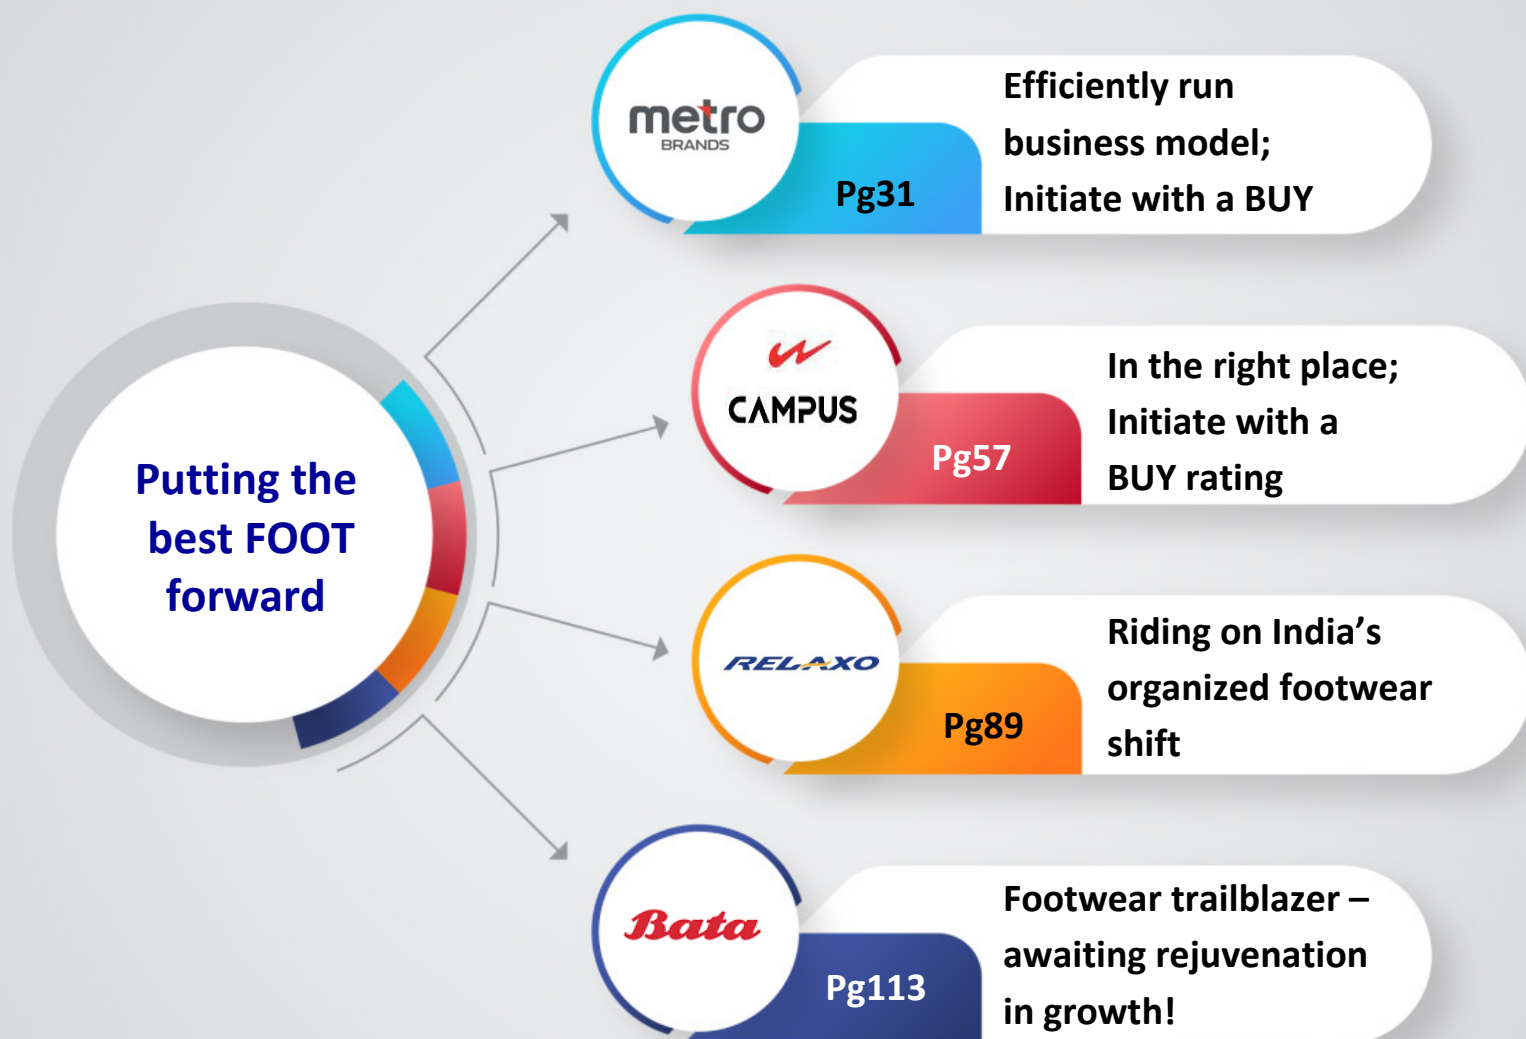 metro
BRANDS
Pg31
Efficiently run
business model;
Initiate with a BUY
CAMPUS
Pg57
In the right place;
Initiate with a
BUY rating
Putting the
best FOOT
forward
RELAXO
Pg89
Riding on India’s
organized footwear
shift
Bata
Pg113
Footwear trailblazer –
awaiting rejuvenation
in growth!